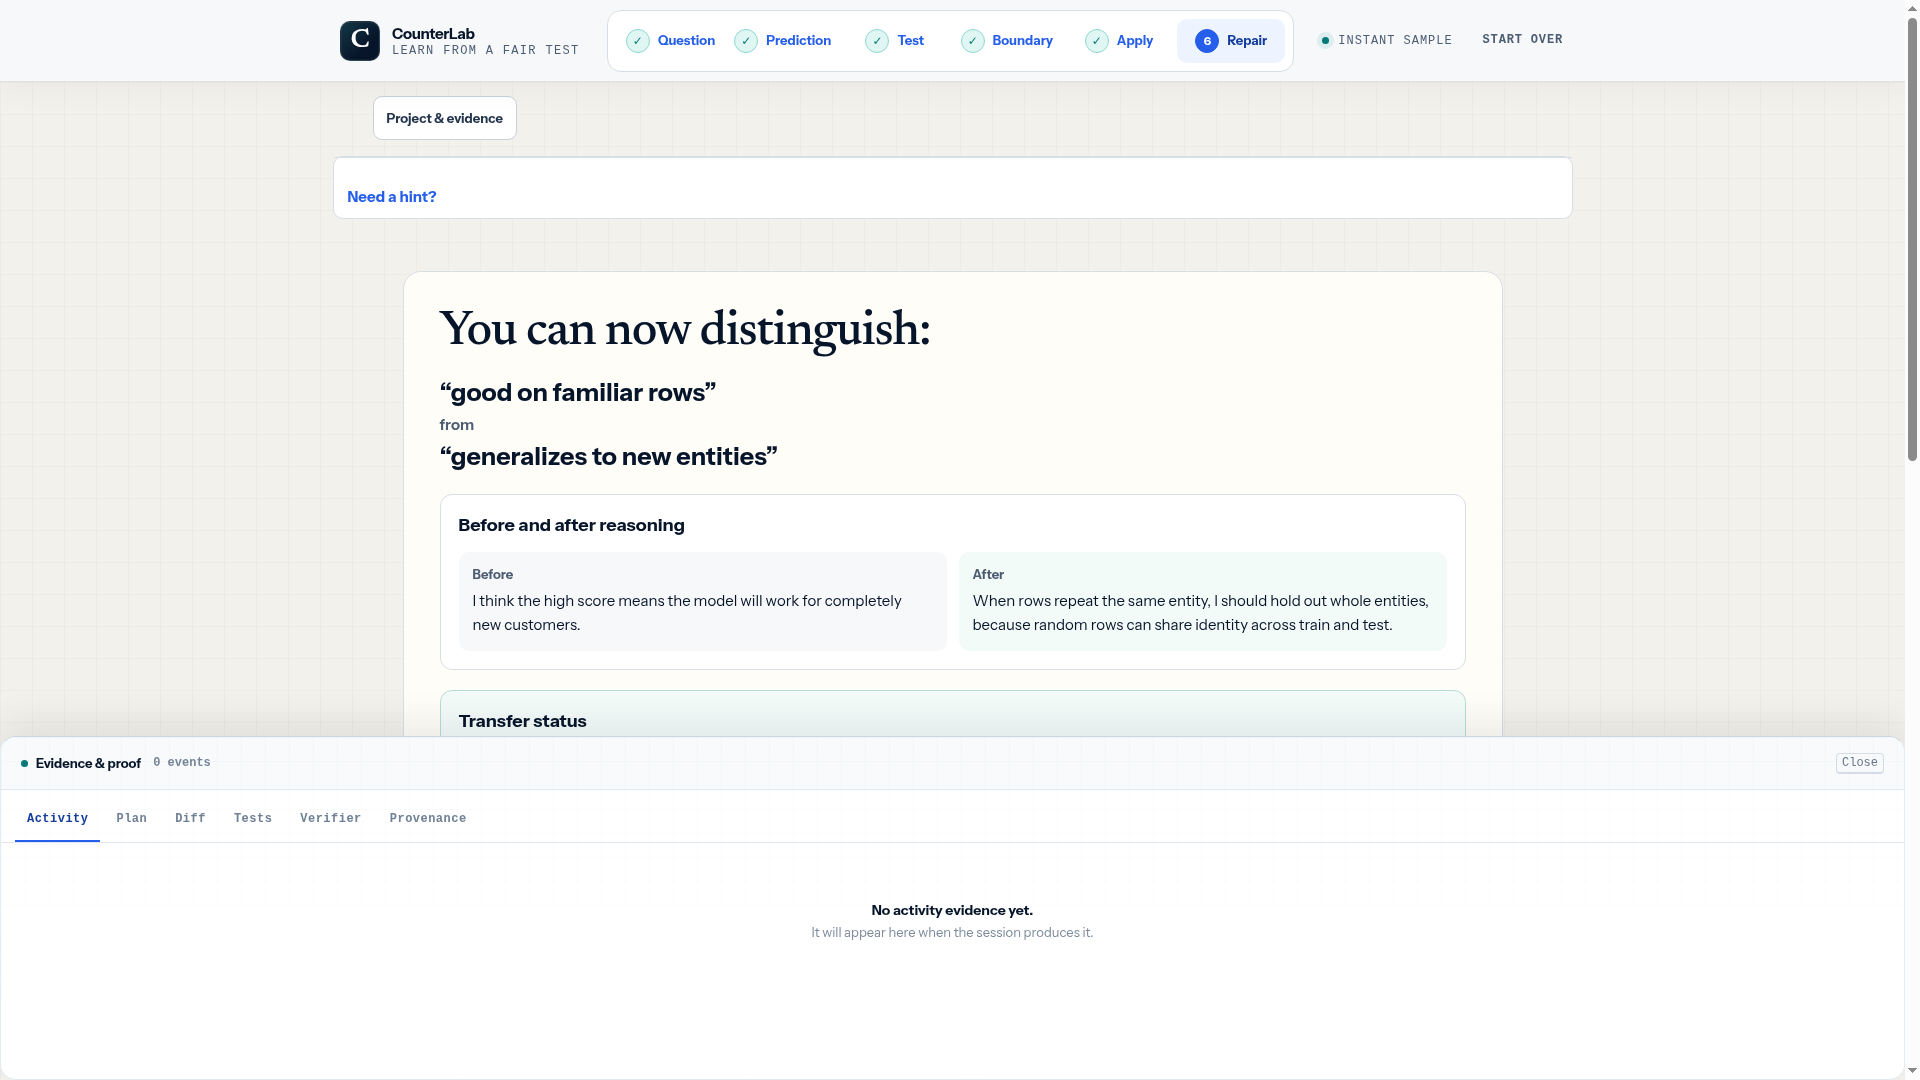 C
CounterLab
LEARN FROM A FAIR TEST
✓ Question
✓ Prediction
✓ Test
✓ Boundary
✓ Apply
6 Repair
INSTANT SAMPLE
START OVER
Project & evidence
Need a hint?
You can now distinguish:
“good on familiar rows”
from
“generalizes to new entities”
Before and after reasoning
Before
I think the high score means the model will work for completely
new customers.
After
When rows repeat the same entity, I should hold out whole entities,
because random rows can share identity across train and test.
Transfer status
Evidence & proof 0 events
Close
Activity Plan Diff Tests Verifier Provenance
No activity evidence yet.
It will appear here when the session produces it.